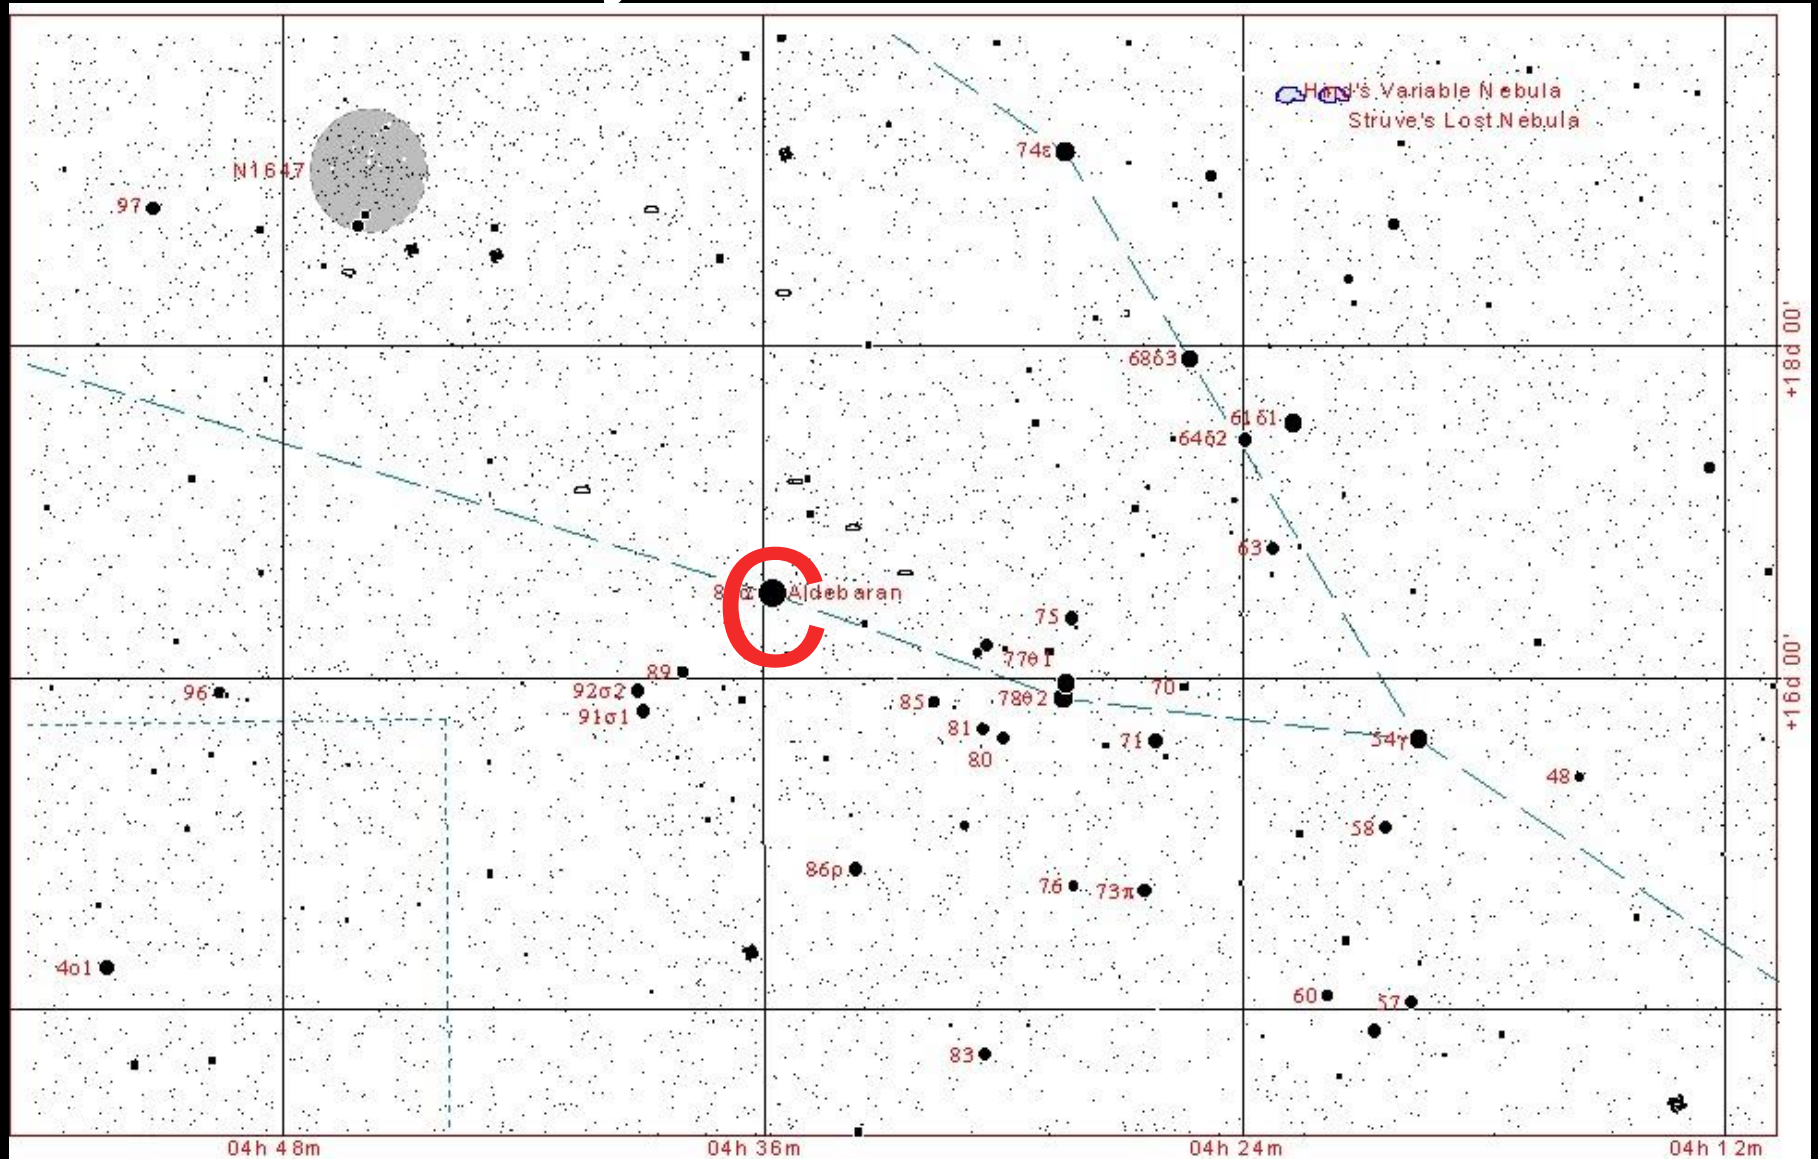 Variable Nebula
Struve's Lost Nebula
74ε
N1647
97
+18d 00'
68δ3
61δ1
64δ2
63
C
Aldebaran
75
77θ1
89
70
96
92σ2
78θ2
85
91σ1
+16d 00'
81
71
54γ
80
48
58
86ρ
76
73π
4ο1
60
57
83
04h 48m
04h 36m
04h 24m
04h 12m